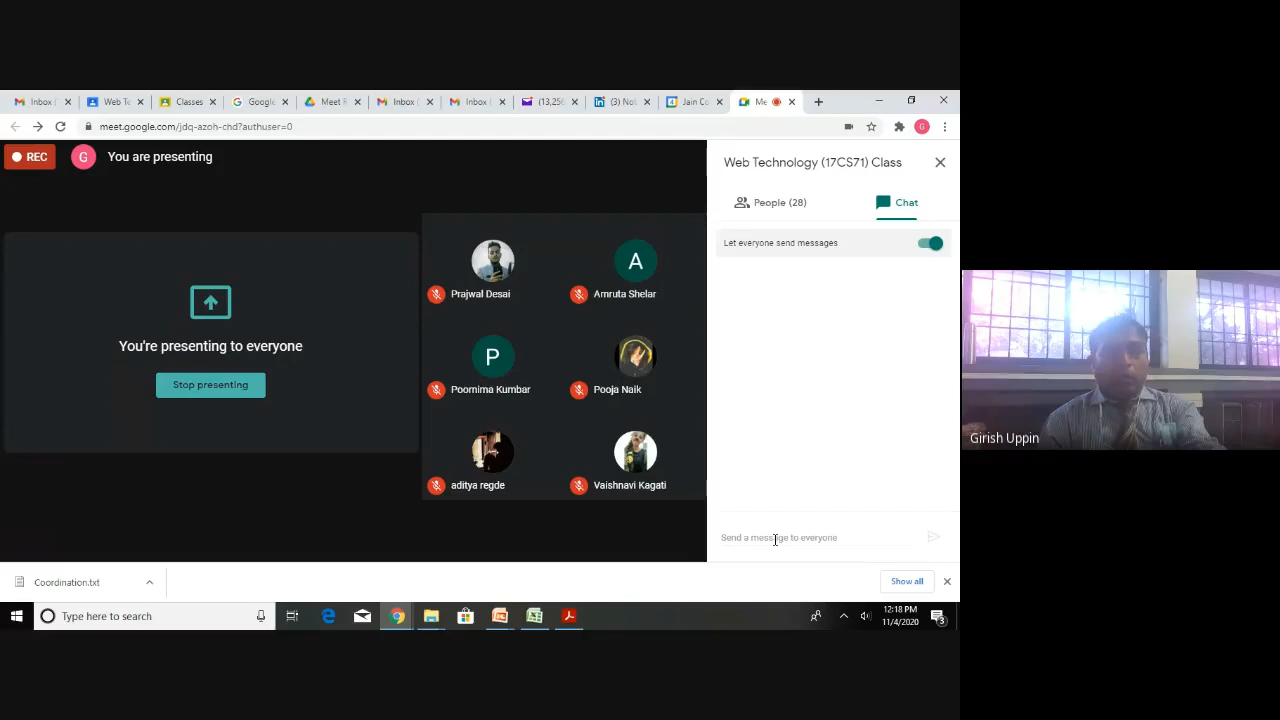 Inbox
Web Te
Classes
Google
Meet R
Inbox (
Inbox (
(13,256
(3) Not
Jain Co
Me
meet.google.com/jdq-azoh-chd?authuser=0
G
REC
G
You are presenting
Web Technology (17CS71) Class
People (28)
Chat
Let everyone send messages
You're presenting to everyone
Stop presenting
Prajwal Desai
A
Amruta Shelar
P
Poornima Kumbar
Pooja Naik
aditya regde
Vaishnavi Kagati
Send a message to everyone
Girish Uppin
Coordination.txt
Show all
Type here to search
12:18 PM
11/4/2020
3